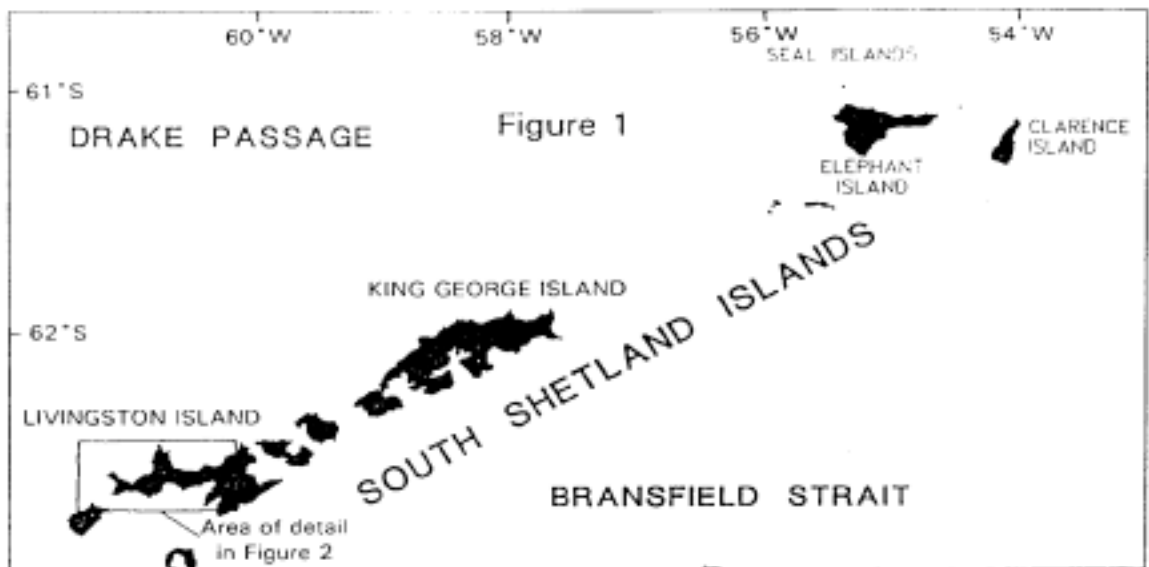 60°W
58°W
56°W
54°W
SEAL ISLANDS
61°S
DRAKE PASSAGE
Figure 1
CLARENCE
ISLAND
ELEPHANT
ISLAND
SOUTH SHETLAND ISLANDS
KING GEORGE ISLAND
62°S
LIVINGSTON ISLAND
BRANSFIELD STRAIT
Area of detail
in Figure 2